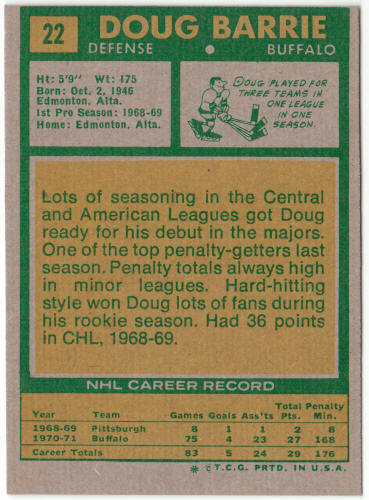 22
DOUG BARRIE
DEFENSE • BUFFALO
Ht: 5'9" Wt: 175
Born: Oct. 2, 1946
Edmonton, Alta.
1st Pro Season: 1968-69
Home: Edmonton, Alta.
DOUG PLAYED FOR
THREE TEAMS IN
ONE LEAGUE
IN ONE
SEASON.
Lots of seasoning in the Central
and American Leagues got Doug
ready for his debut in the majors.
One of the top penalty-getters last
season. Penalty totals always high
in minor leagues. Hard-hitting
style won Doug lots of fans during
his rookie season. Had 36 points
in CHL, 1968-69.
NHL CAREER RECORD
Total Penalty
Year Team Games Goals Ass'ts Pts. Min.
1968-69 Pittsburgh 8 1 1 2 8
1970-71 Buffalo 75 4 23 27 168
Career Totals 83 5 24 29 176
* © T.C.G. PRTD. IN U.S.A.